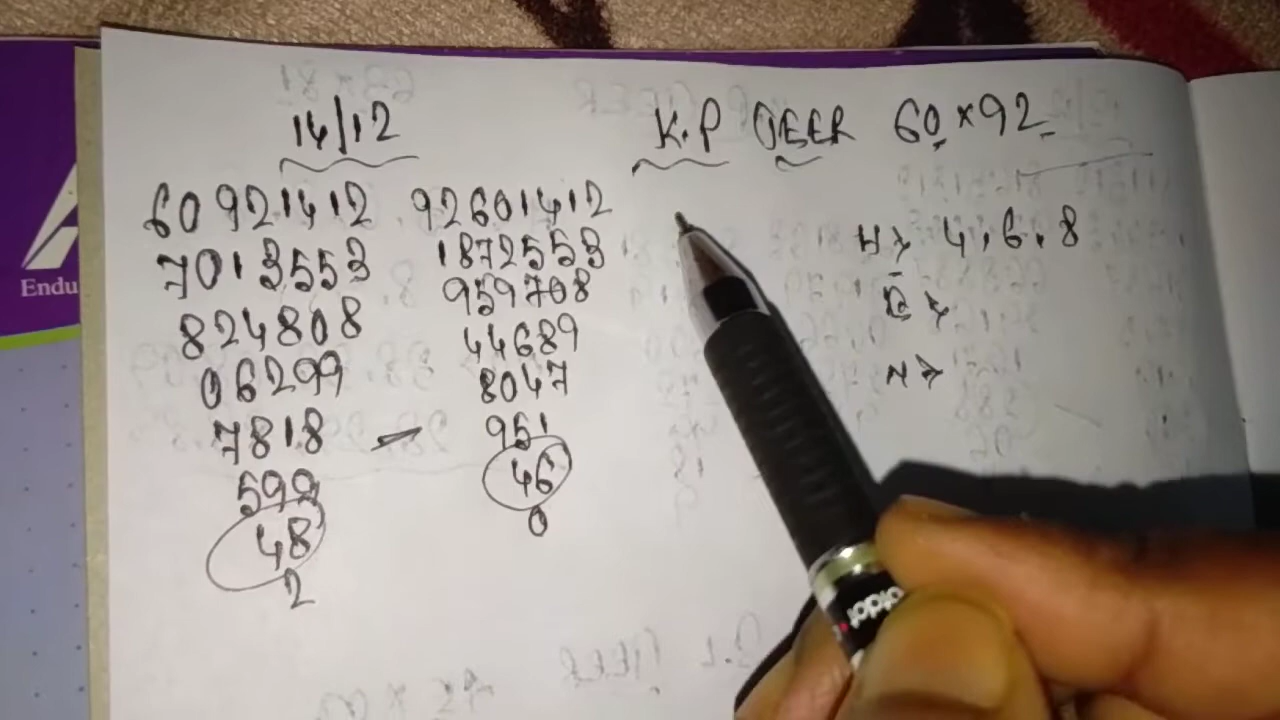 14/12
K.P TEER 60 × 92
60921412 92601412
7013553 1872553
824808 959708
06299 44689
7818 – 951
8047
599
46
48
0
2
H> 4,6,8
E>
N>
Endu